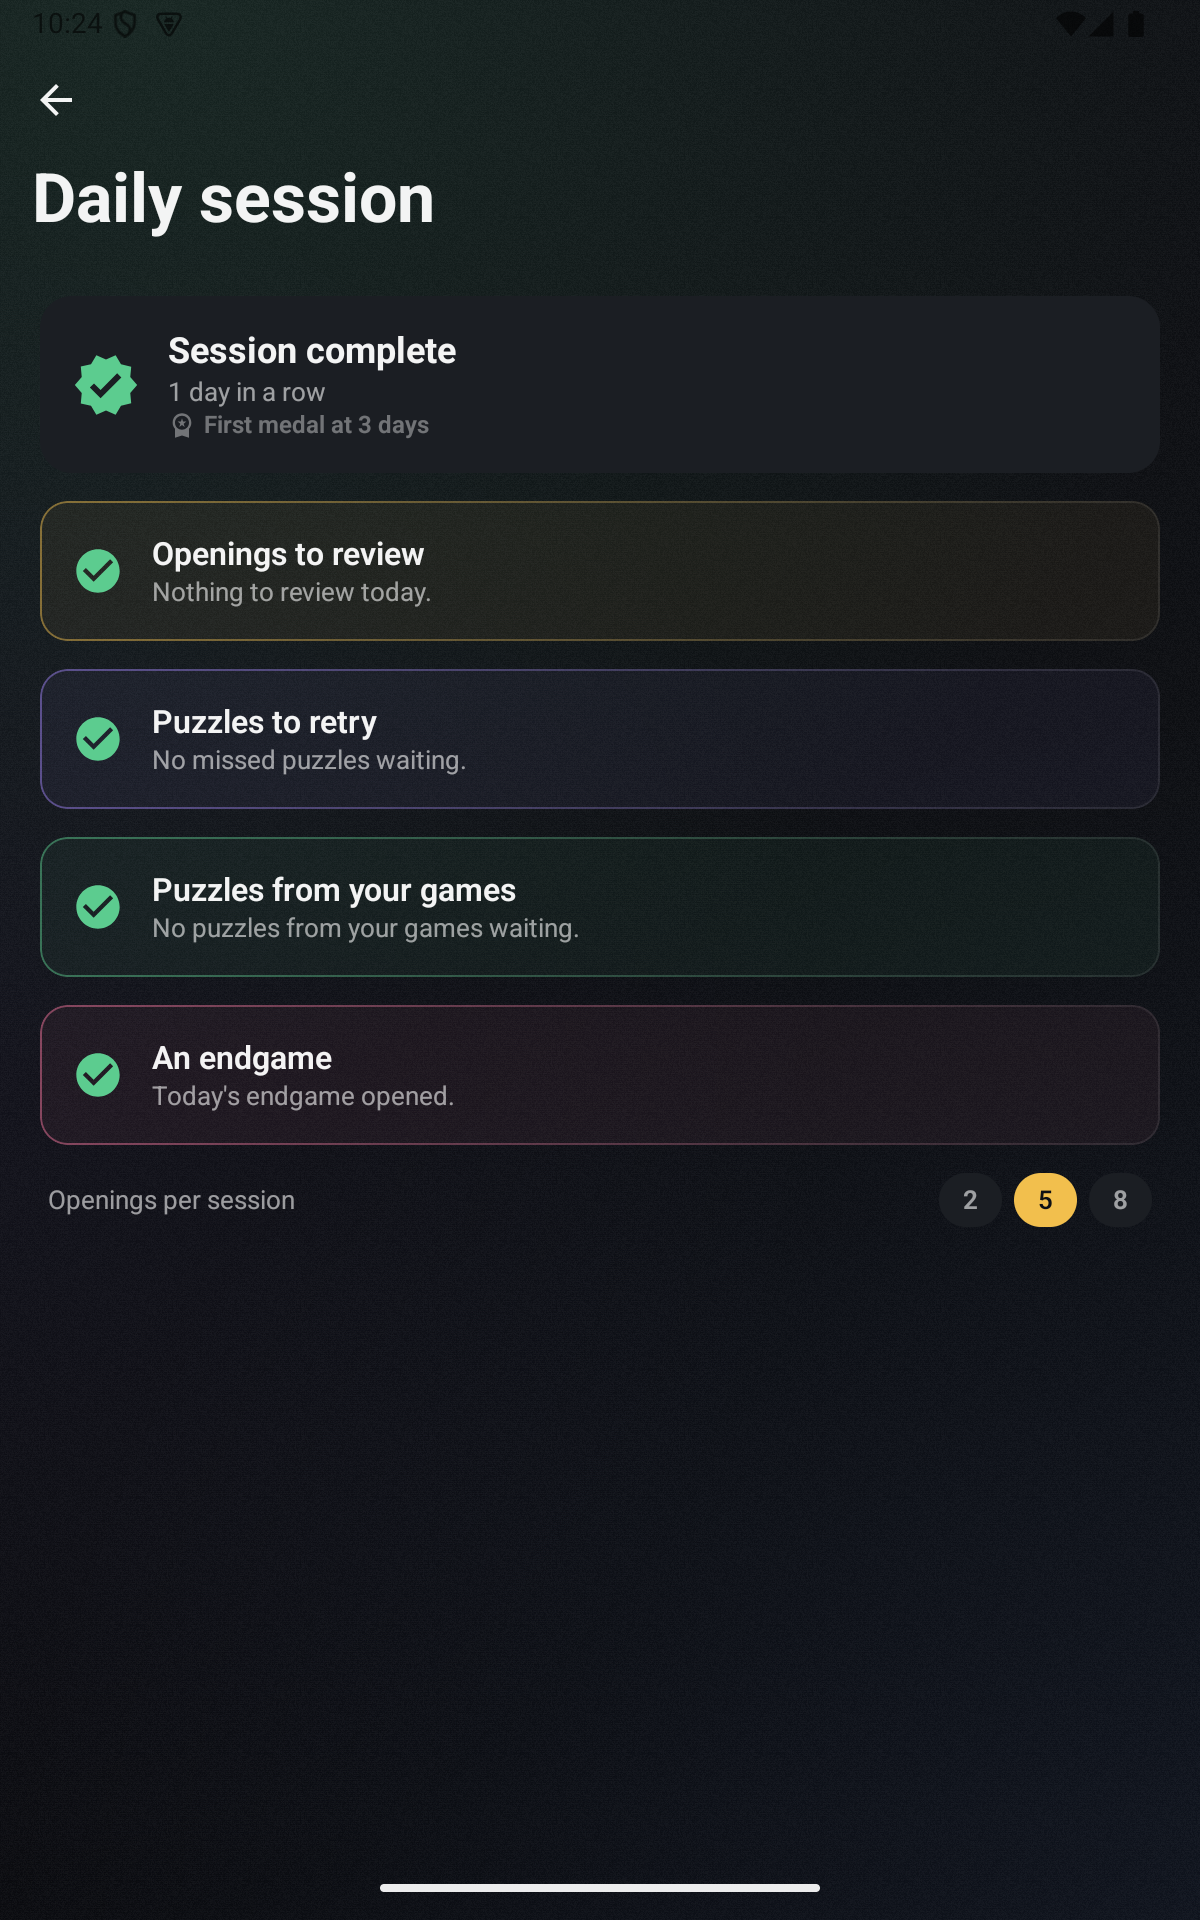 10:24
Daily session
Session complete
1 day in a row
First medal at 3 days
Openings to review
Nothing to review today.
Puzzles to retry
No missed puzzles waiting.
Puzzles from your games
No puzzles from your games waiting.
An endgame
Today's endgame opened.
Openings per session 2 5 8